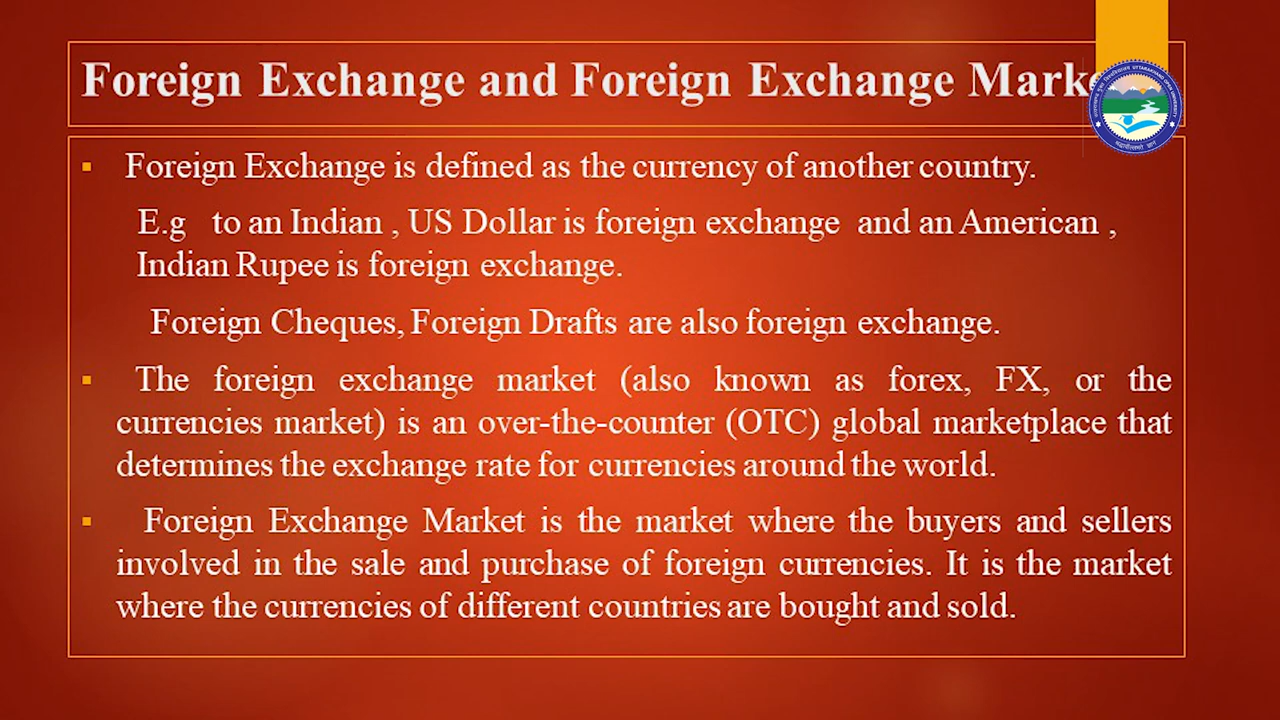 Foreign Exchange and Foreign Exchange Marke
UTTARAKHAND OPEN UNIVERSITY
▪ Foreign Exchange is defined as the currency of another country.
E.g to an Indian , US Dollar is foreign exchange and an American ,
Indian Rupee is foreign exchange.
Foreign Cheques, Foreign Drafts are also foreign exchange.
▪ The foreign exchange market (also known as forex, FX, or the
currencies market) is an over-the-counter (OTC) global marketplace that
determines the exchange rate for currencies around the world.
▪ Foreign Exchange Market is the market where the buyers and sellers
involved in the sale and purchase of foreign currencies. It is the market
where the currencies of different countries are bought and sold.